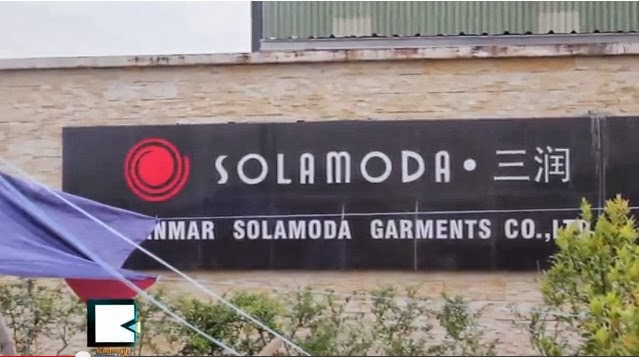 SOLAMODA • 三润
NMAR SOLAMODA GARMENTS CO.,LTD